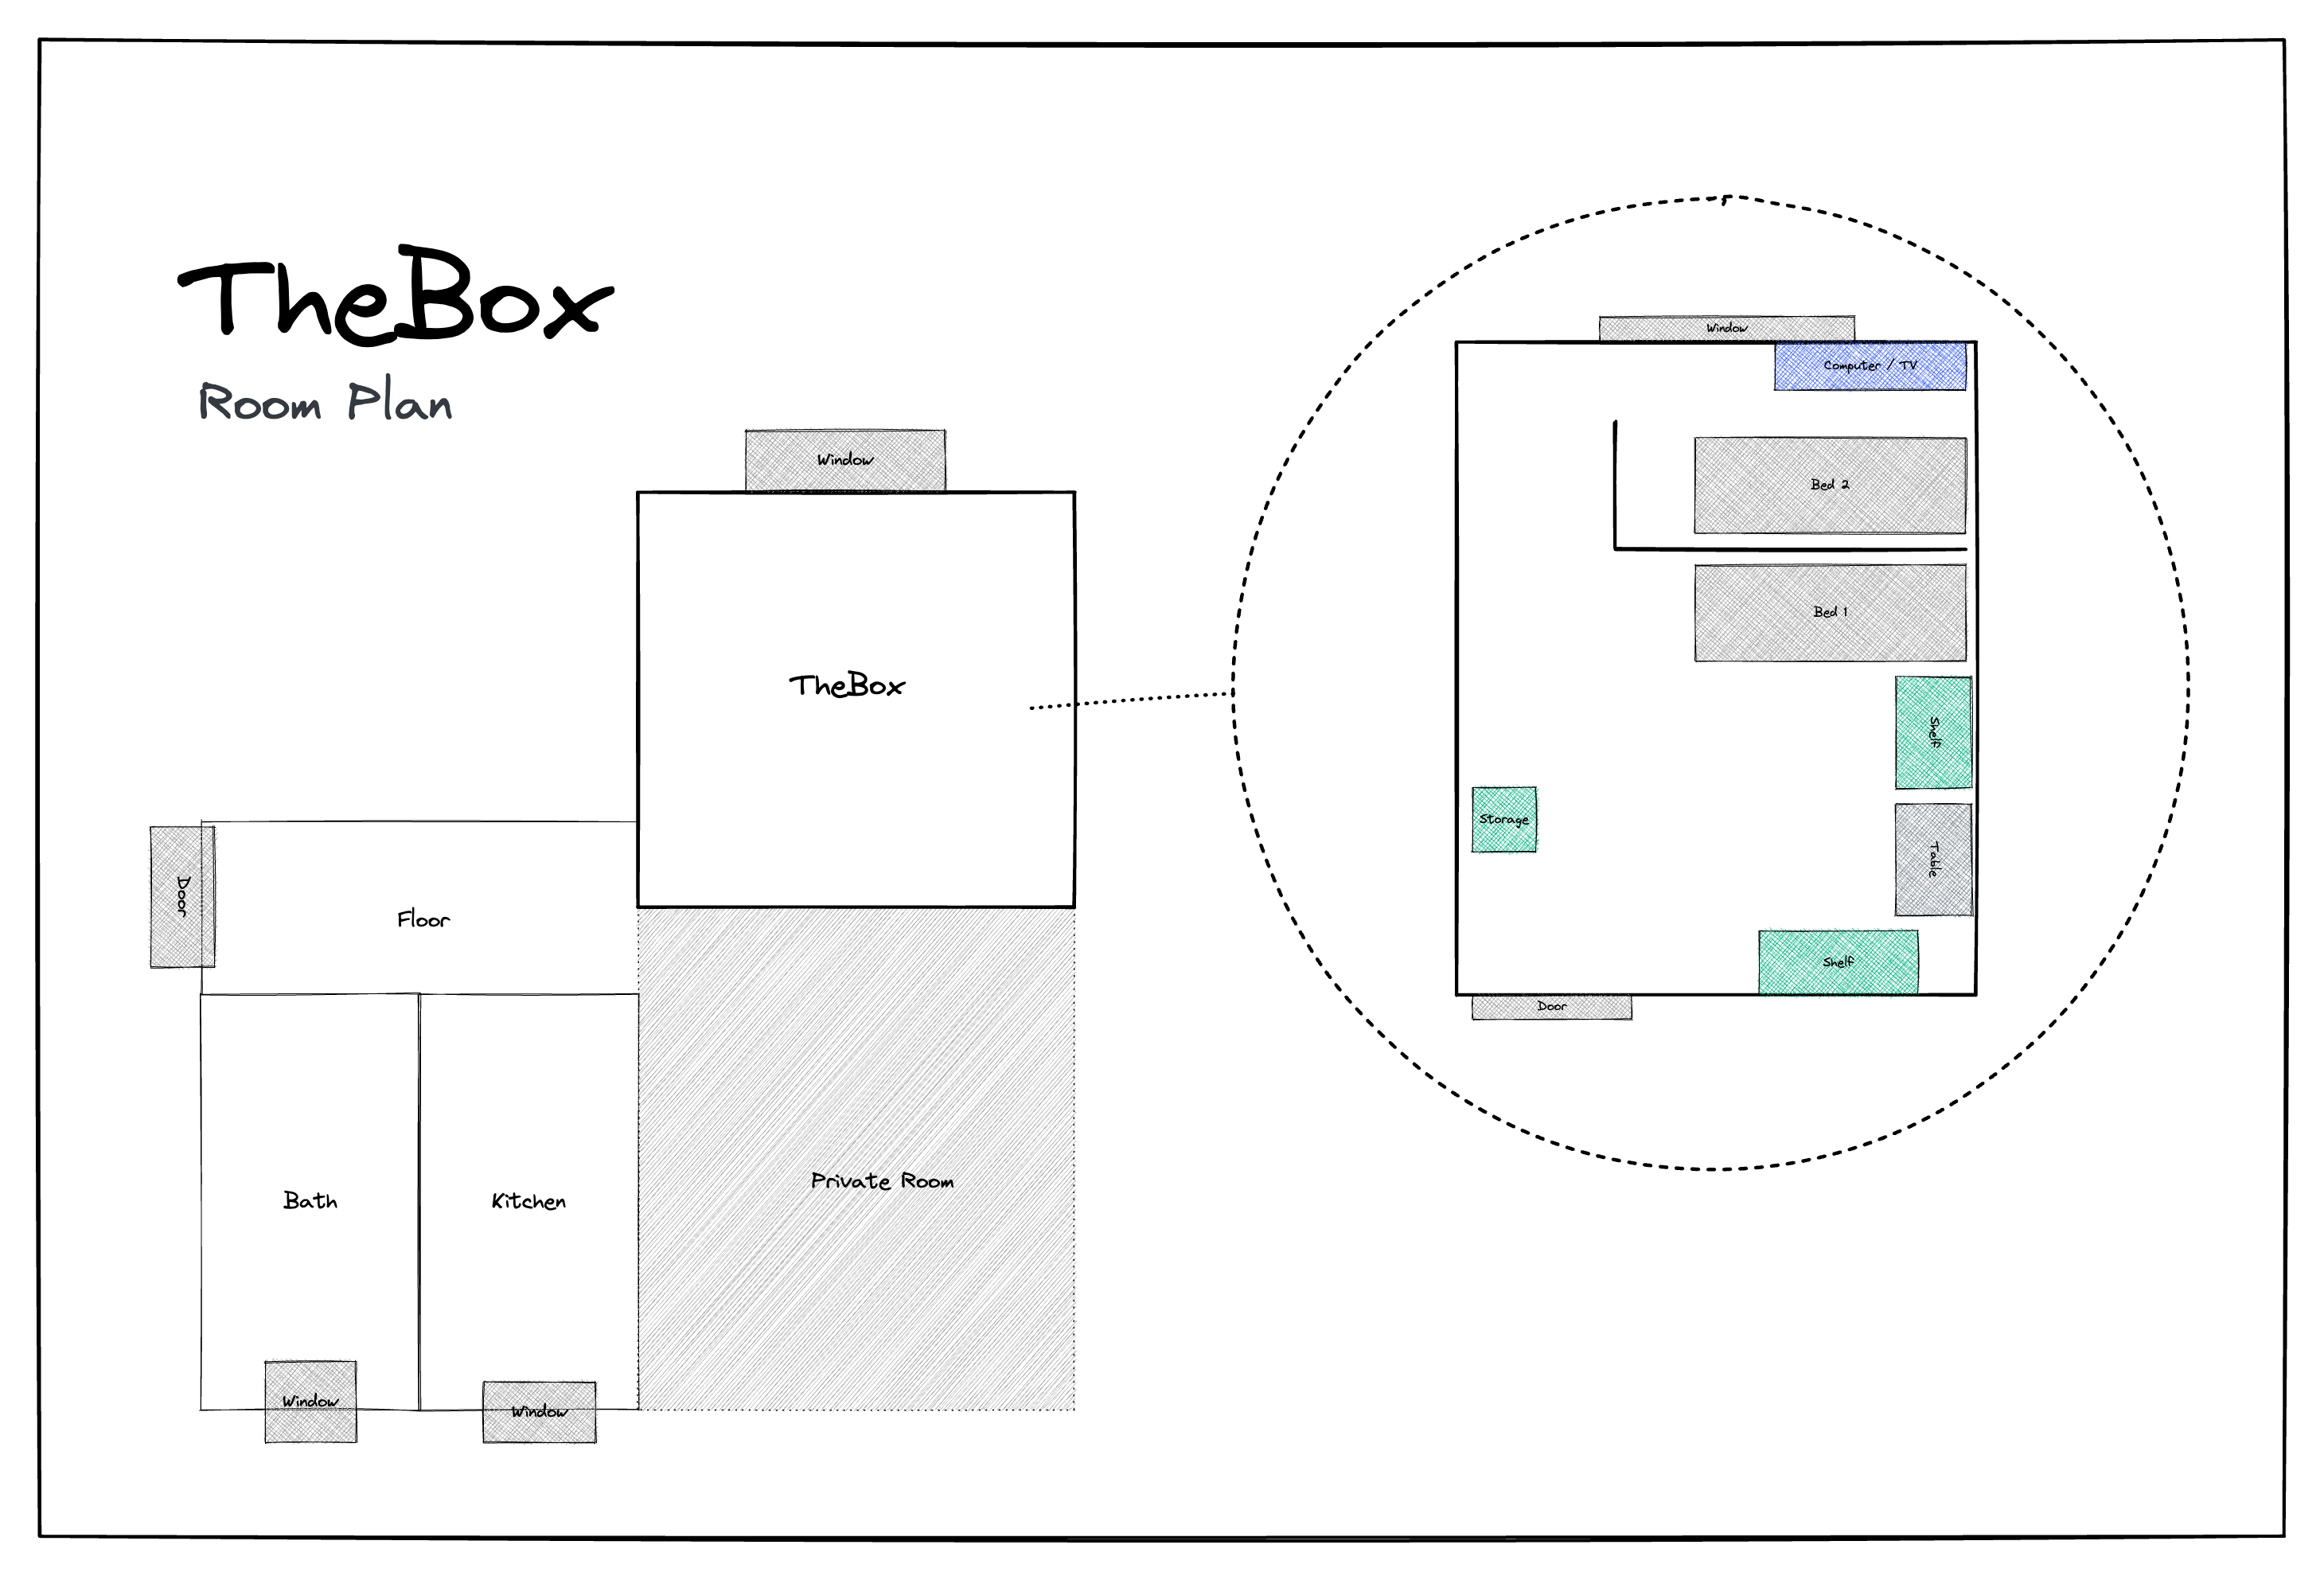 TheBox
Room Plan
Window
TheBox
Door
Floor
Bath
Kitchen
Private Room
Window
Window
Window
Computer / TV
Bed 2
Bed 1
Shelf
Storage
Table
Shelf
Door